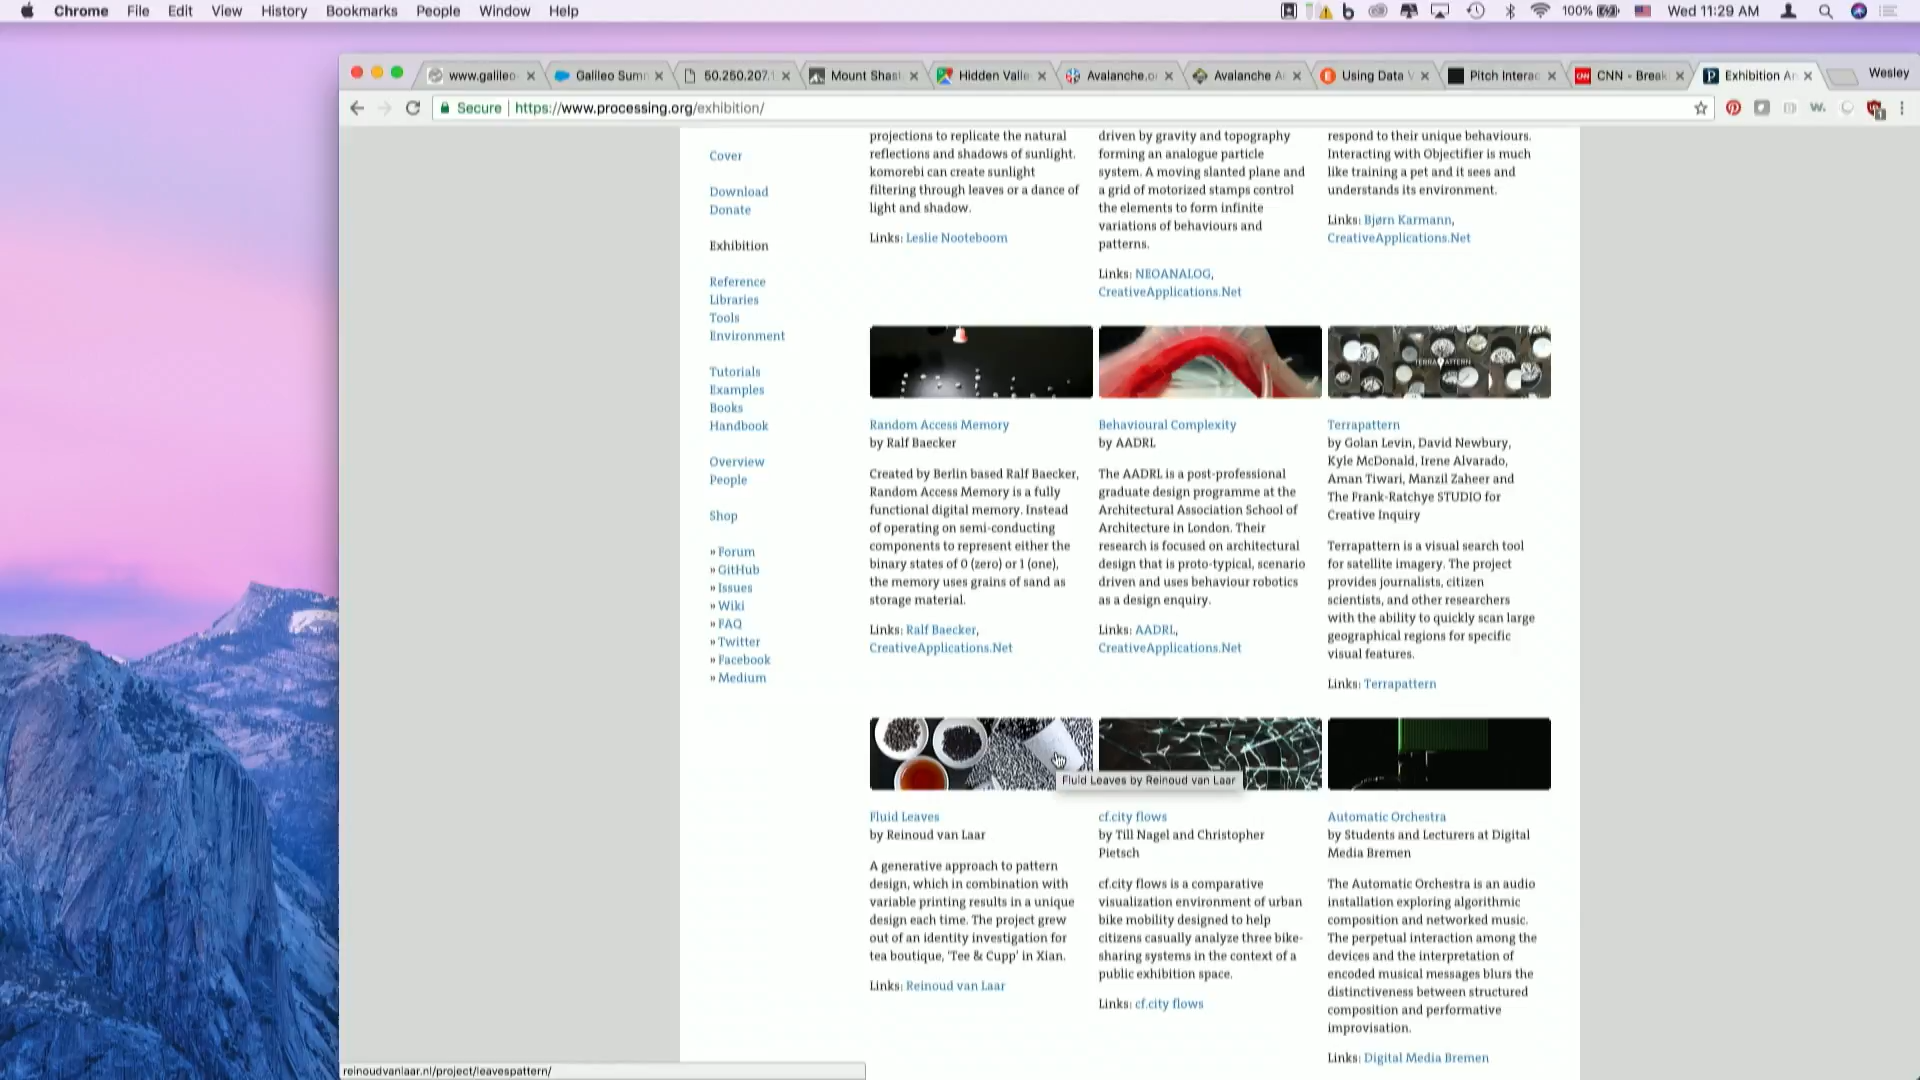 Chrome File Edit View History Bookmarks People Window Help
100% Wed 11:29 AM
www.galileo
Galileo Sum
50.250.207.
Mount Shas
Hidden Valle
Avalanche.or
Avalanche A
Using Data V
Pitch Interac
CNN - Break
Exhibition Ar
Wesley
Secure https://www.processing.org/exhibition/
Cover
Download
Donate
Exhibition
Reference
Libraries
Tools
Environment
Tutorials
Examples
Books
Handbook
Overview
People
Shop
» Forum
» GitHub
» Issues
» Wiki
» FAQ
» Twitter
» Facebook
» Medium
projections to replicate the natural
reflections and shadows of sunlight.
komorebi can create sunlight
filtering through leaves or a dance of
light and shadow.
Links: Leslie Nooteboom
driven by gravity and topography
forming an analogue particle
system. A moving slanted plane and
a grid of motorized stamps control
the elements to form infinite
variations of behaviours and
patterns.
Links: NEOANALOG,
CreativeApplications.Net
respond to their unique behaviours.
Interacting with Objectifier is much
like training a pet and it sees and
understands its environment.
Links: Bjørn Karmann,
CreativeApplications.Net
Random Access Memory
by Ralf Baecker
Created by Berlin based Ralf Baecker,
Random Access Memory is a fully
functional digital memory. Instead
of operating on semi-conducting
components to represent either the
binary states of 0 (zero) or 1 (one),
the memory uses grains of sand as
storage material.
Links: Ralf Baecker,
CreativeApplications.Net
Behavioural Complexity
by AADRL
The AADRL is a post-professional
graduate design programme at the
Architectural Association School of
Architecture in London. Their
research is focused on architectural
design that is proto-typical, scenario
driven and uses behaviour robotics
as a design enquiry.
Links: AADRL,
CreativeApplications.Net
TERRAPATTERN
Terrapattern
by Golan Levin, David Newbury,
Kyle McDonald, Irene Alvarado,
Aman Tiwari, Manzil Zaheer and
The Frank-Ratchye STUDIO for
Creative Inquiry
Terrapattern is a visual search tool
for satellite imagery. The project
provides journalists, citizen
scientists, and other researchers
with the ability to quickly scan large
geographical regions for specific
visual features.
Links: Terrapattern
Fluid Leaves by Reinoud van Laar
Fluid Leaves
by Reinoud van Laar
A generative approach to pattern
design, which in combination with
variable printing results in a unique
design each time. The project grew
out of an identity investigation for
tea boutique, 'Tee & Cupp' in Xian.
Links: Reinoud van Laar
cf.city flows
by Till Nagel and Christopher
Pietsch
cf.city flows is a comparative
visualization environment of urban
bike mobility designed to help
citizens casually analyze three bike-
sharing systems in the context of a
public exhibition space.
Links: cf.city flows
Automatic Orchestra
by Students and Lecturers at Digital
Media Bremen
The Automatic Orchestra is an audio
installation exploring algorithmic
composition and networked music.
The perpetual interaction among the
devices and the interpretation of
encoded musical messages blurs the
distinctiveness between structured
composition and performative
improvisation.
Links: Digital Media Bremen
reinoudvanlaar.nl/project/leavespattern/